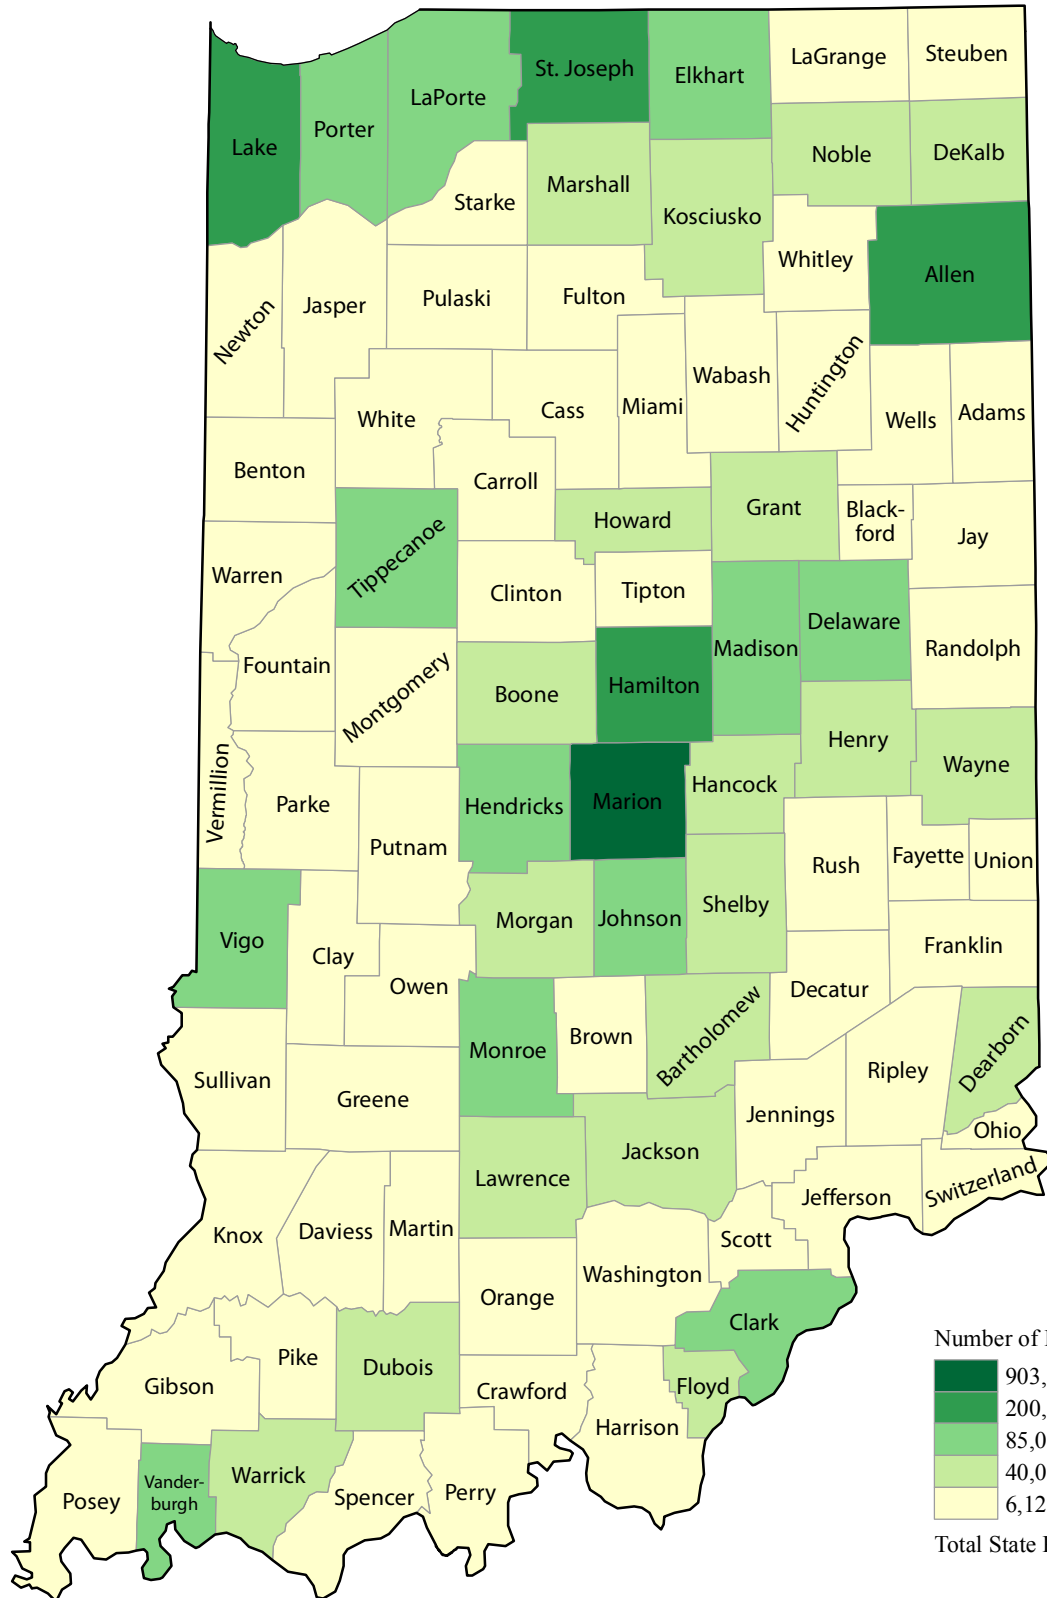 LaGrange
Steuben
St. Joseph
Elkhart
LaPorte
Porter
Lake
Noble
DeKalb
Marshall
Starke
Kosciusko
Whitley
Allen
Newton
Jasper
Pulaski
Fulton
Wabash
Huntington
Miami
Cass
White
Wells
Adams
Benton
Carroll
Grant
Howard
Black-
ford
Jay
Tippecanoe
Warren
Clinton
Tipton
Delaware
Madison
Randolph
Fountain
Montgomery
Boone
Hamilton
Henry
Wayne
Vermillion
Parke
Hendricks
Marion
Hancock
Putnam
Rush
Fayette
Union
Vigo
Clay
Morgan
Johnson
Shelby
Franklin
Owen
Decatur
Brown
Bartholomew
Monroe
Ripley
Dearborn
Sullivan
Greene
Jennings
Ohio
Jackson
Lawrence
Switzerland
Jefferson
Knox
Daviess
Martin
Scott
Washington
Orange
Clark
Pike
Dubois
Gibson
Crawford
Floyd
Harrison
Warrick
Vander-
burgh
Posey
Spencer
Perry
Number of
903,
200,
85,0
40,0
6,12
Total State